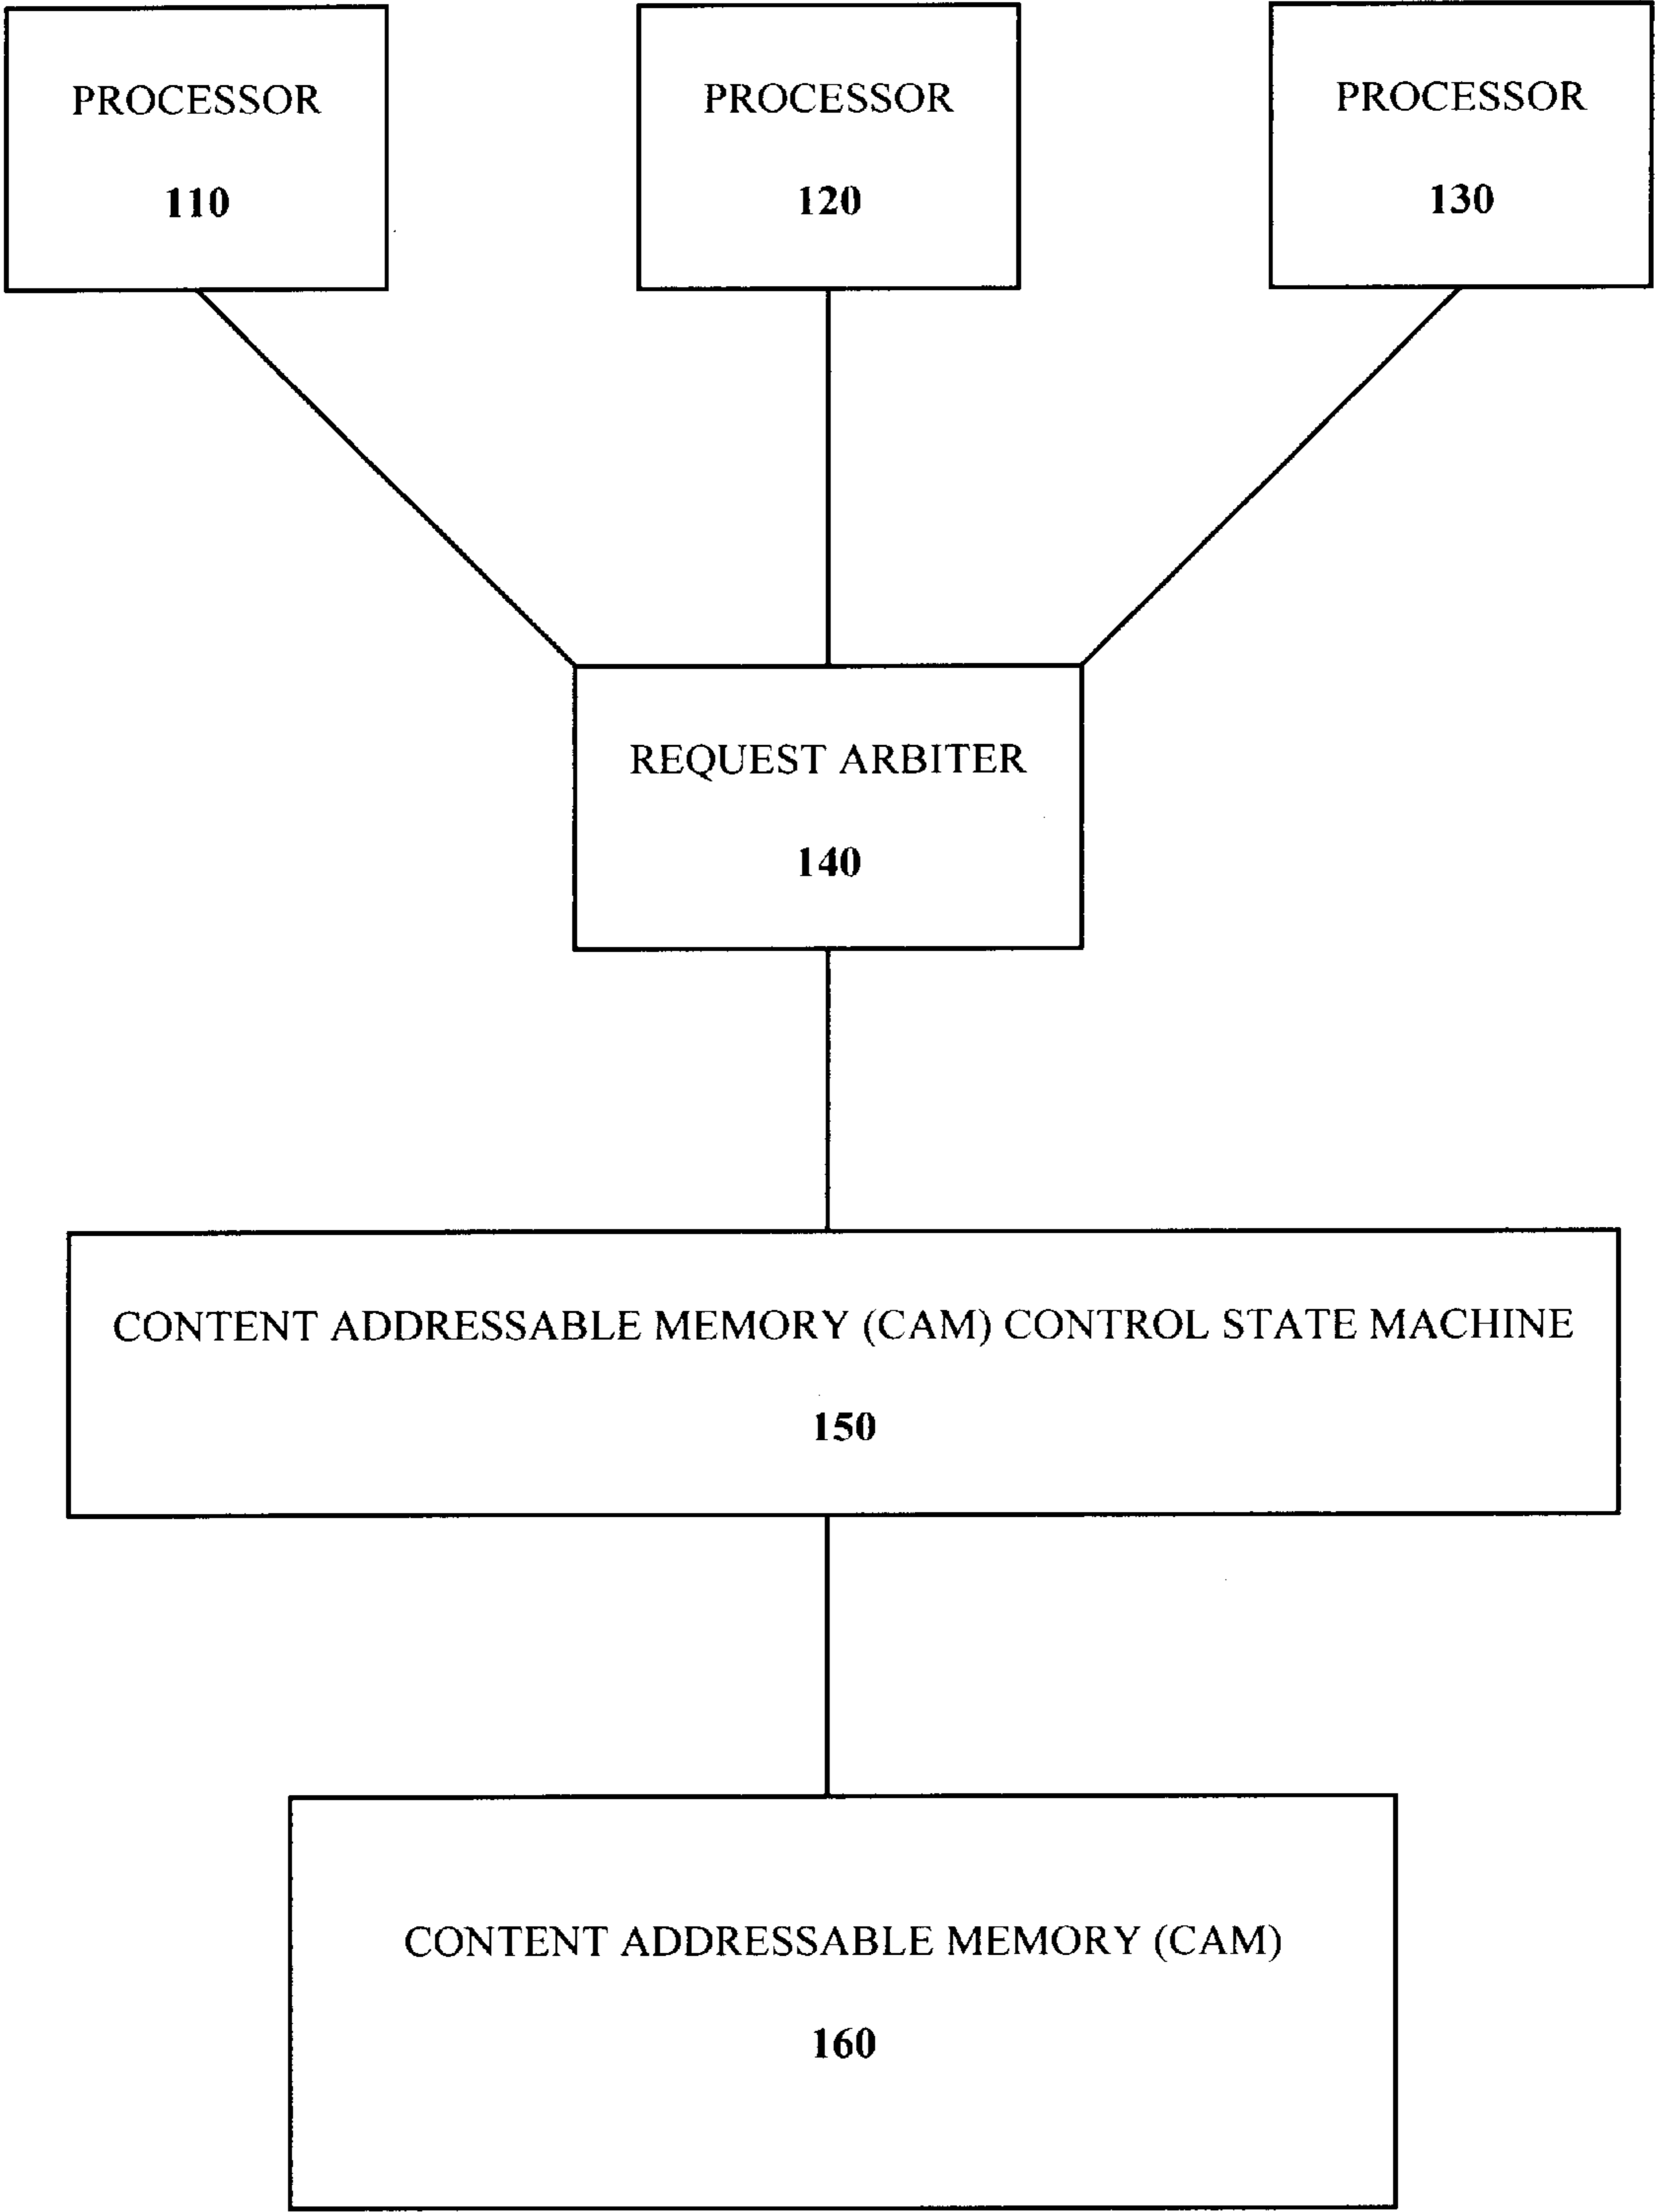 PROCESSOR
110
PROCESSOR
120
PROCESSOR
130
REQUEST ARBITER
140
CONTENT ADDRESSABLE MEMORY (CAM) CONTROL STATE MACHINE
150
CONTENT ADDRESSABLE MEMORY (CAM)
160